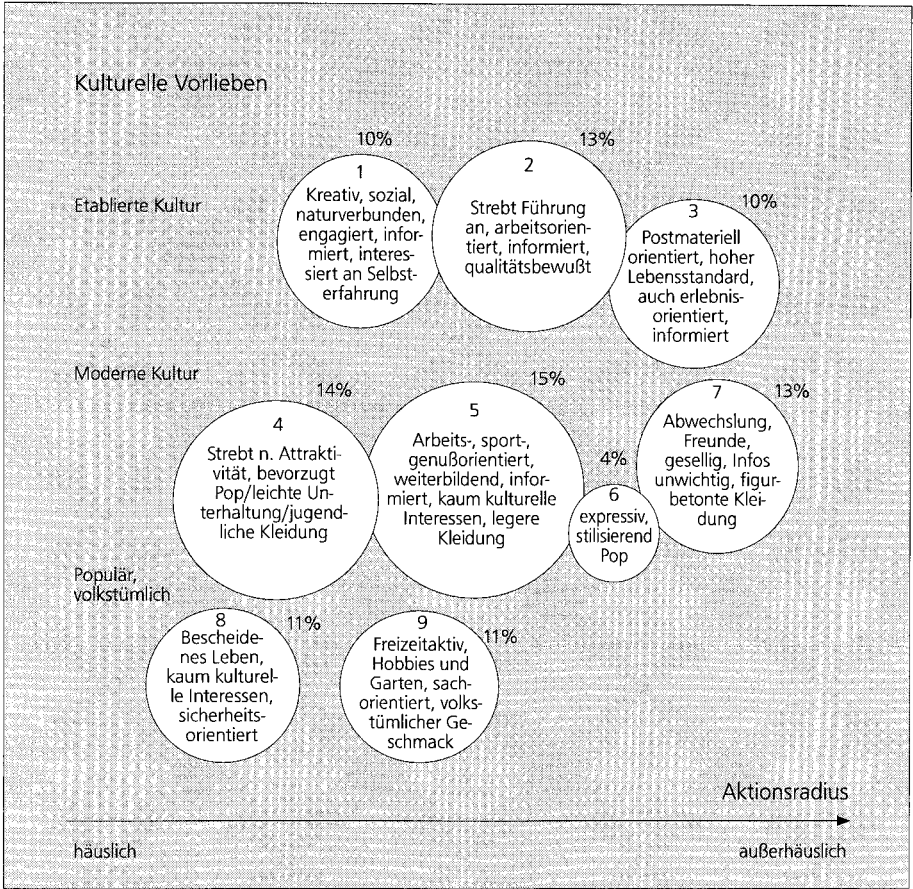 Kulturelle Vorlieben
10%
13%
Etablierte Kultur
1
Kreativ, sozial,
naturverbunden,
engagiert, infor-
miert, interes-
siert an Selbst-
erfahrung
2
Strebt Führung
an, arbeitsorien-
tiert, informiert,
qualitätsbewußt
10%
3
Postmateriell
orientiert, hoher
Lebensstandard,
auch erlebnis-
orientiert,
informiert
Moderne Kultur
14%
4
Strebt n. Attrakti-
vität, bevorzugt
Pop/leichte Un-
terhaltung/jugend-
liche Kleidung
15%
5
Arbeits-, sport-,
genußorientiert,
weiterbildend, infor-
miert, kaum kulturelle
Interessen, legere
Kleidung
4%
6
expressiv,
stilisierend
Pop
13%
7
Abwechslung,
Freunde,
gesellig, Infos
unwichtig, figur-
betonte Klei-
dung
Populär,
volkstümlich
11%
8
Bescheide-
nes Leben,
kaum kulturel-
le Interessen,
sicherheits-
orientiert
11%
9
Freizeitaktiv,
Hobbies und
Garten, sach-
orientiert, volks-
tümlicher Ge-
schmack
Aktionsradius
häuslich
außerhäuslich